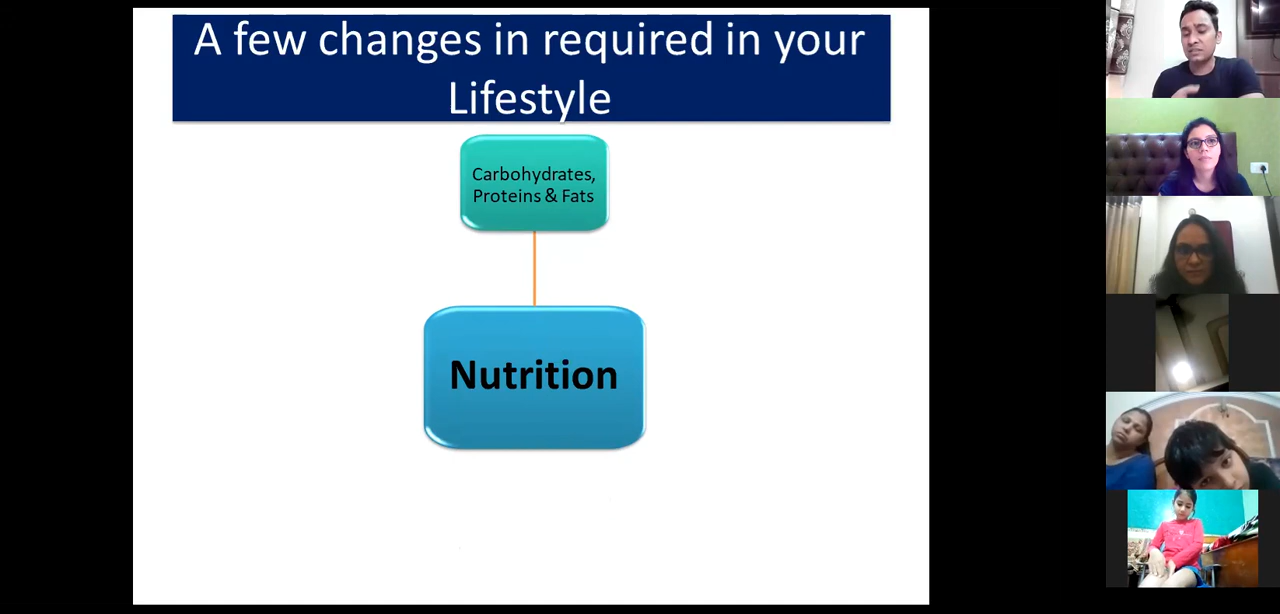 A few changes in required in your
Lifestyle
Carbohydrates,
Proteins & Fats
Nutrition